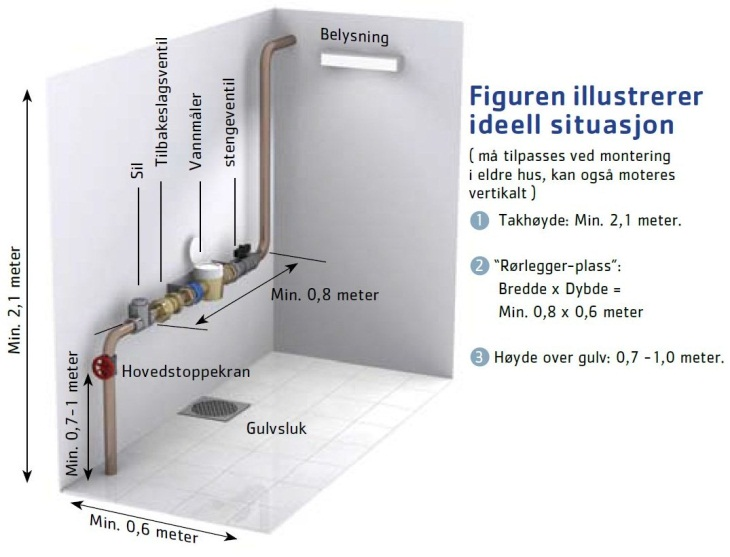 Belysning
Sil
Tilbakeslagsventil
Vannmåler
stengeventil
Min. 2,1 meter
Min. 0,8 meter
Hovedstoppekran
Min. 0,7-1 meter
Gulvsluk
Min. 0,6 meter
Figuren illustrerer
ideell situasjon
( må tilpasses ved montering
i eldre hus, kan også moteres
vertikalt )
1 Takhøyde: Min. 2,1 meter.
2 "Rørlegger-plass":
Bredde x Dybde =
Min. 0,8 x 0,6 meter
3 Høyde over gulv: 0,7 -1,0 meter.